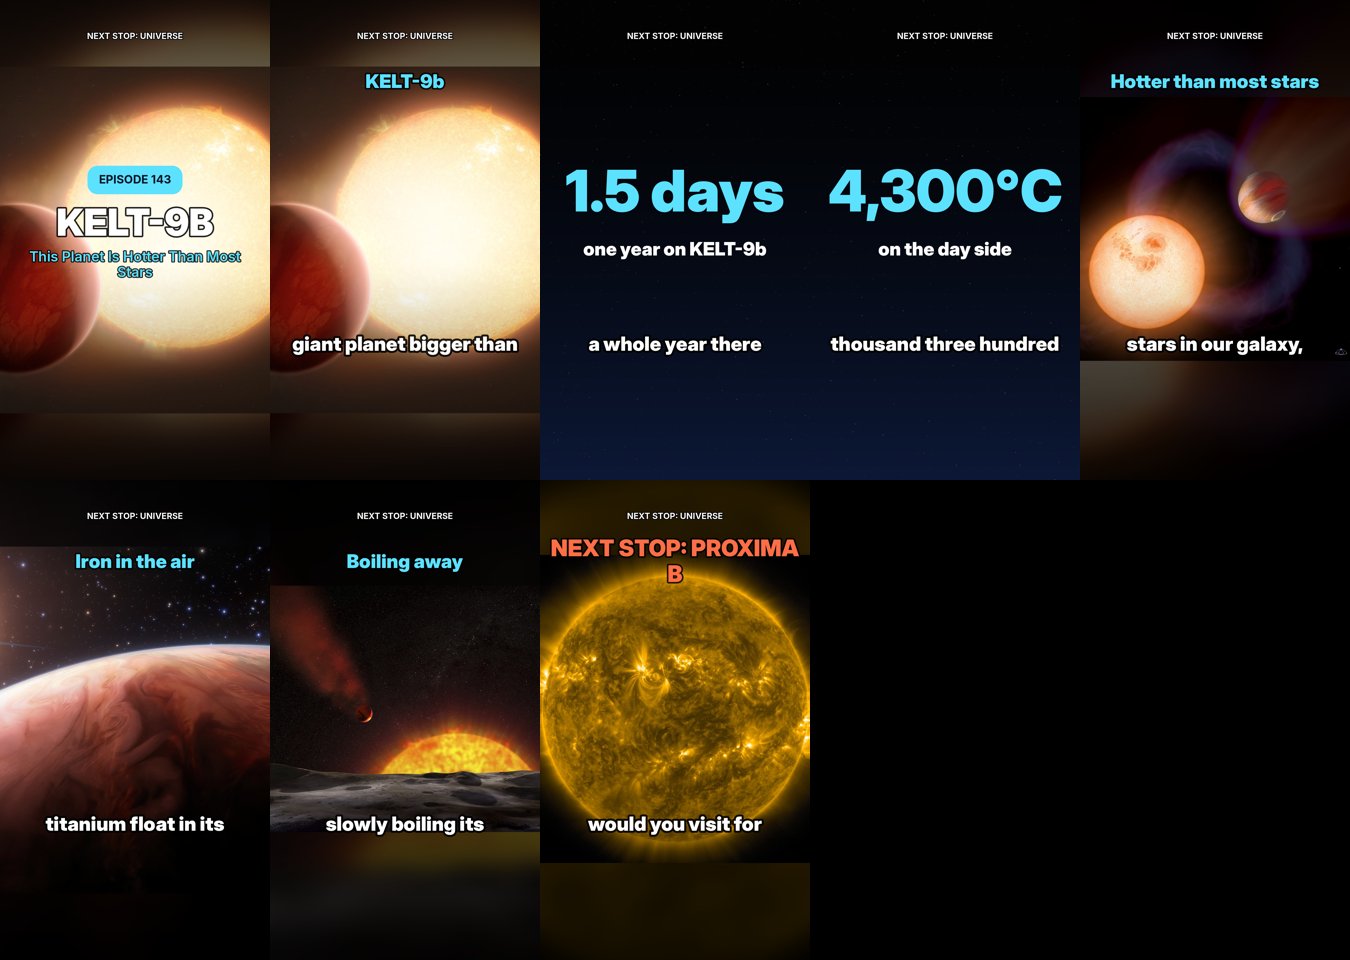 NEXT STOP: UNIVERSE
EPISODE 143
KELT-9B
This Planet Is Hotter Than Most
Stars
NEXT STOP: UNIVERSE
KELT-9b
giant planet bigger than
NEXT STOP: UNIVERSE
1.5 days
one year on KELT-9b
a whole year there
NEXT STOP: UNIVERSE
4,300°C
on the day side
thousand three hundred
NEXT STOP: UNIVERSE
Hotter than most stars
stars in our galaxy,
NEXT STOP: UNIVERSE
Iron in the air
titanium float in its
NEXT STOP: UNIVERSE
Boiling away
slowly boiling its
NEXT STOP: UNIVERSE
NEXT STOP: PROXIMA
B
would you visit for